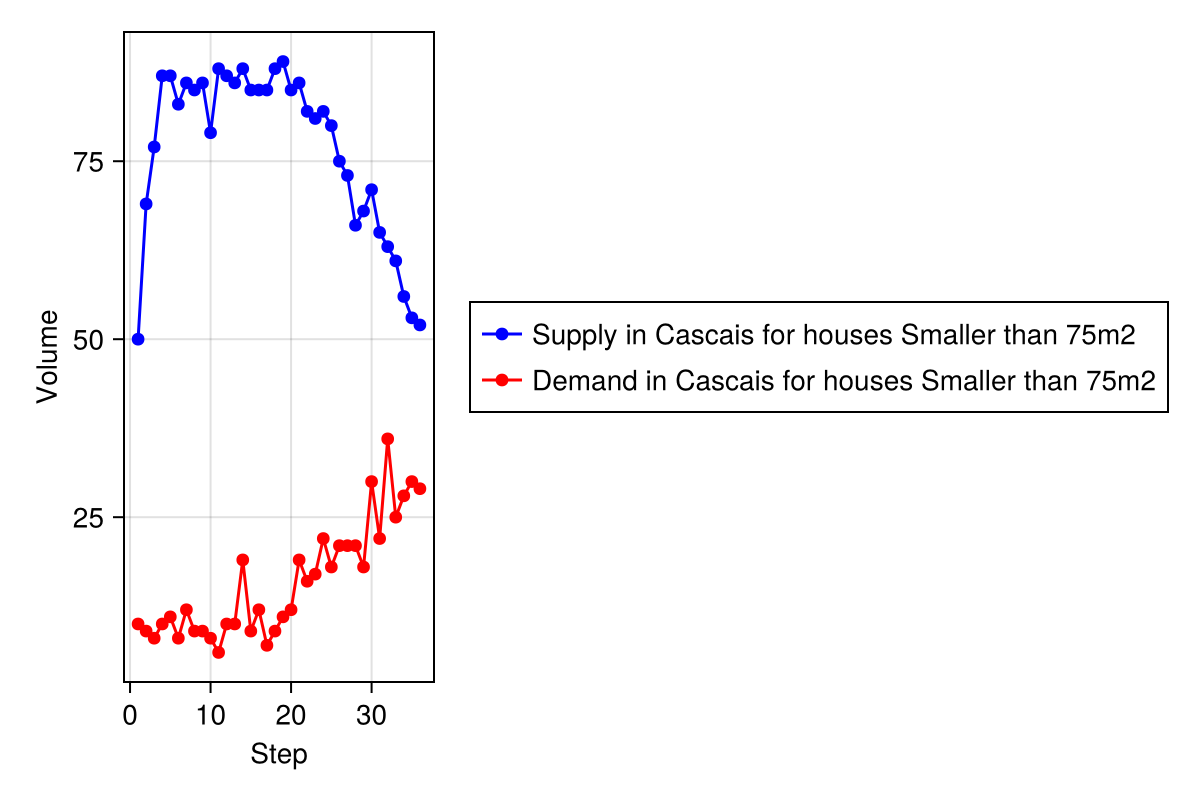 75
50
25
Volume
0 10 20 30
Step
Supply in Cascais for houses Smaller than 75m2
Demand in Cascais for houses Smaller than 75m2